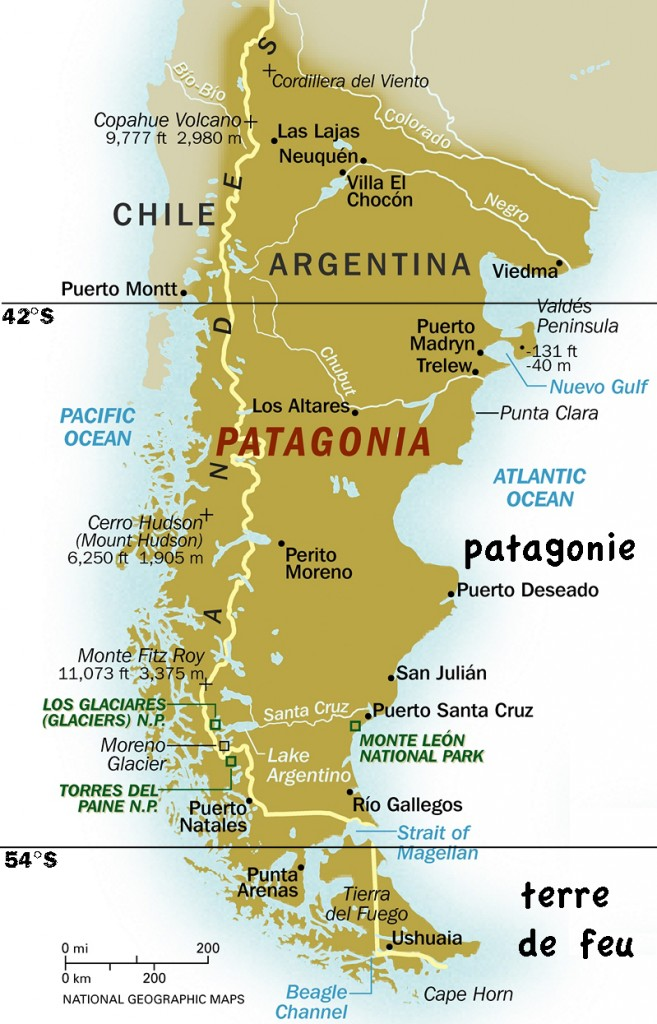 S
Cordillera del Viento
Bío-Bío
Colorado
Copahue Volcano
9,777 ft 2,980 m
Las Lajas
Neuquén
Villa El
Chocón
E
Negro
CHILE
ARGENTINA
Viedma
Puerto Montt
42°S
Valdés
Peninsula
D
Puerto
Madryn
-131 ft
-40 m
Trelew
Chubut
Nuevo Gulf
Los Altares
Punta Clara
PACIFIC
OCEAN
PATAGONIA
N
ATLANTIC
OCEAN
Cerro Hudson
(Mount Hudson)
6,250 ft 1,905 m
patagonie
Perito
Moreno
Puerto Deseado
A
Monte Fitz Roy
11,073 ft 3,375 m
San Julián
LOS GLACIARES
(GLACIERS) N.P.
Santa Cruz
Puerto Santa Cruz
Moreno
Glacier
Lake
Argentino
MONTE LEÓN
NATIONAL PARK
TORRES DEL
PAINE N.P.
Puerto
Natales
Río Gallegos
Strait of
Magellan
54°S
Punta
Arenas
Tierra
del Fuego
terre
de feu
Ushuaia
0 mi 200
0 km 200
NATIONAL GEOGRAPHIC MAPS
Beagle
Channel
Cape Horn